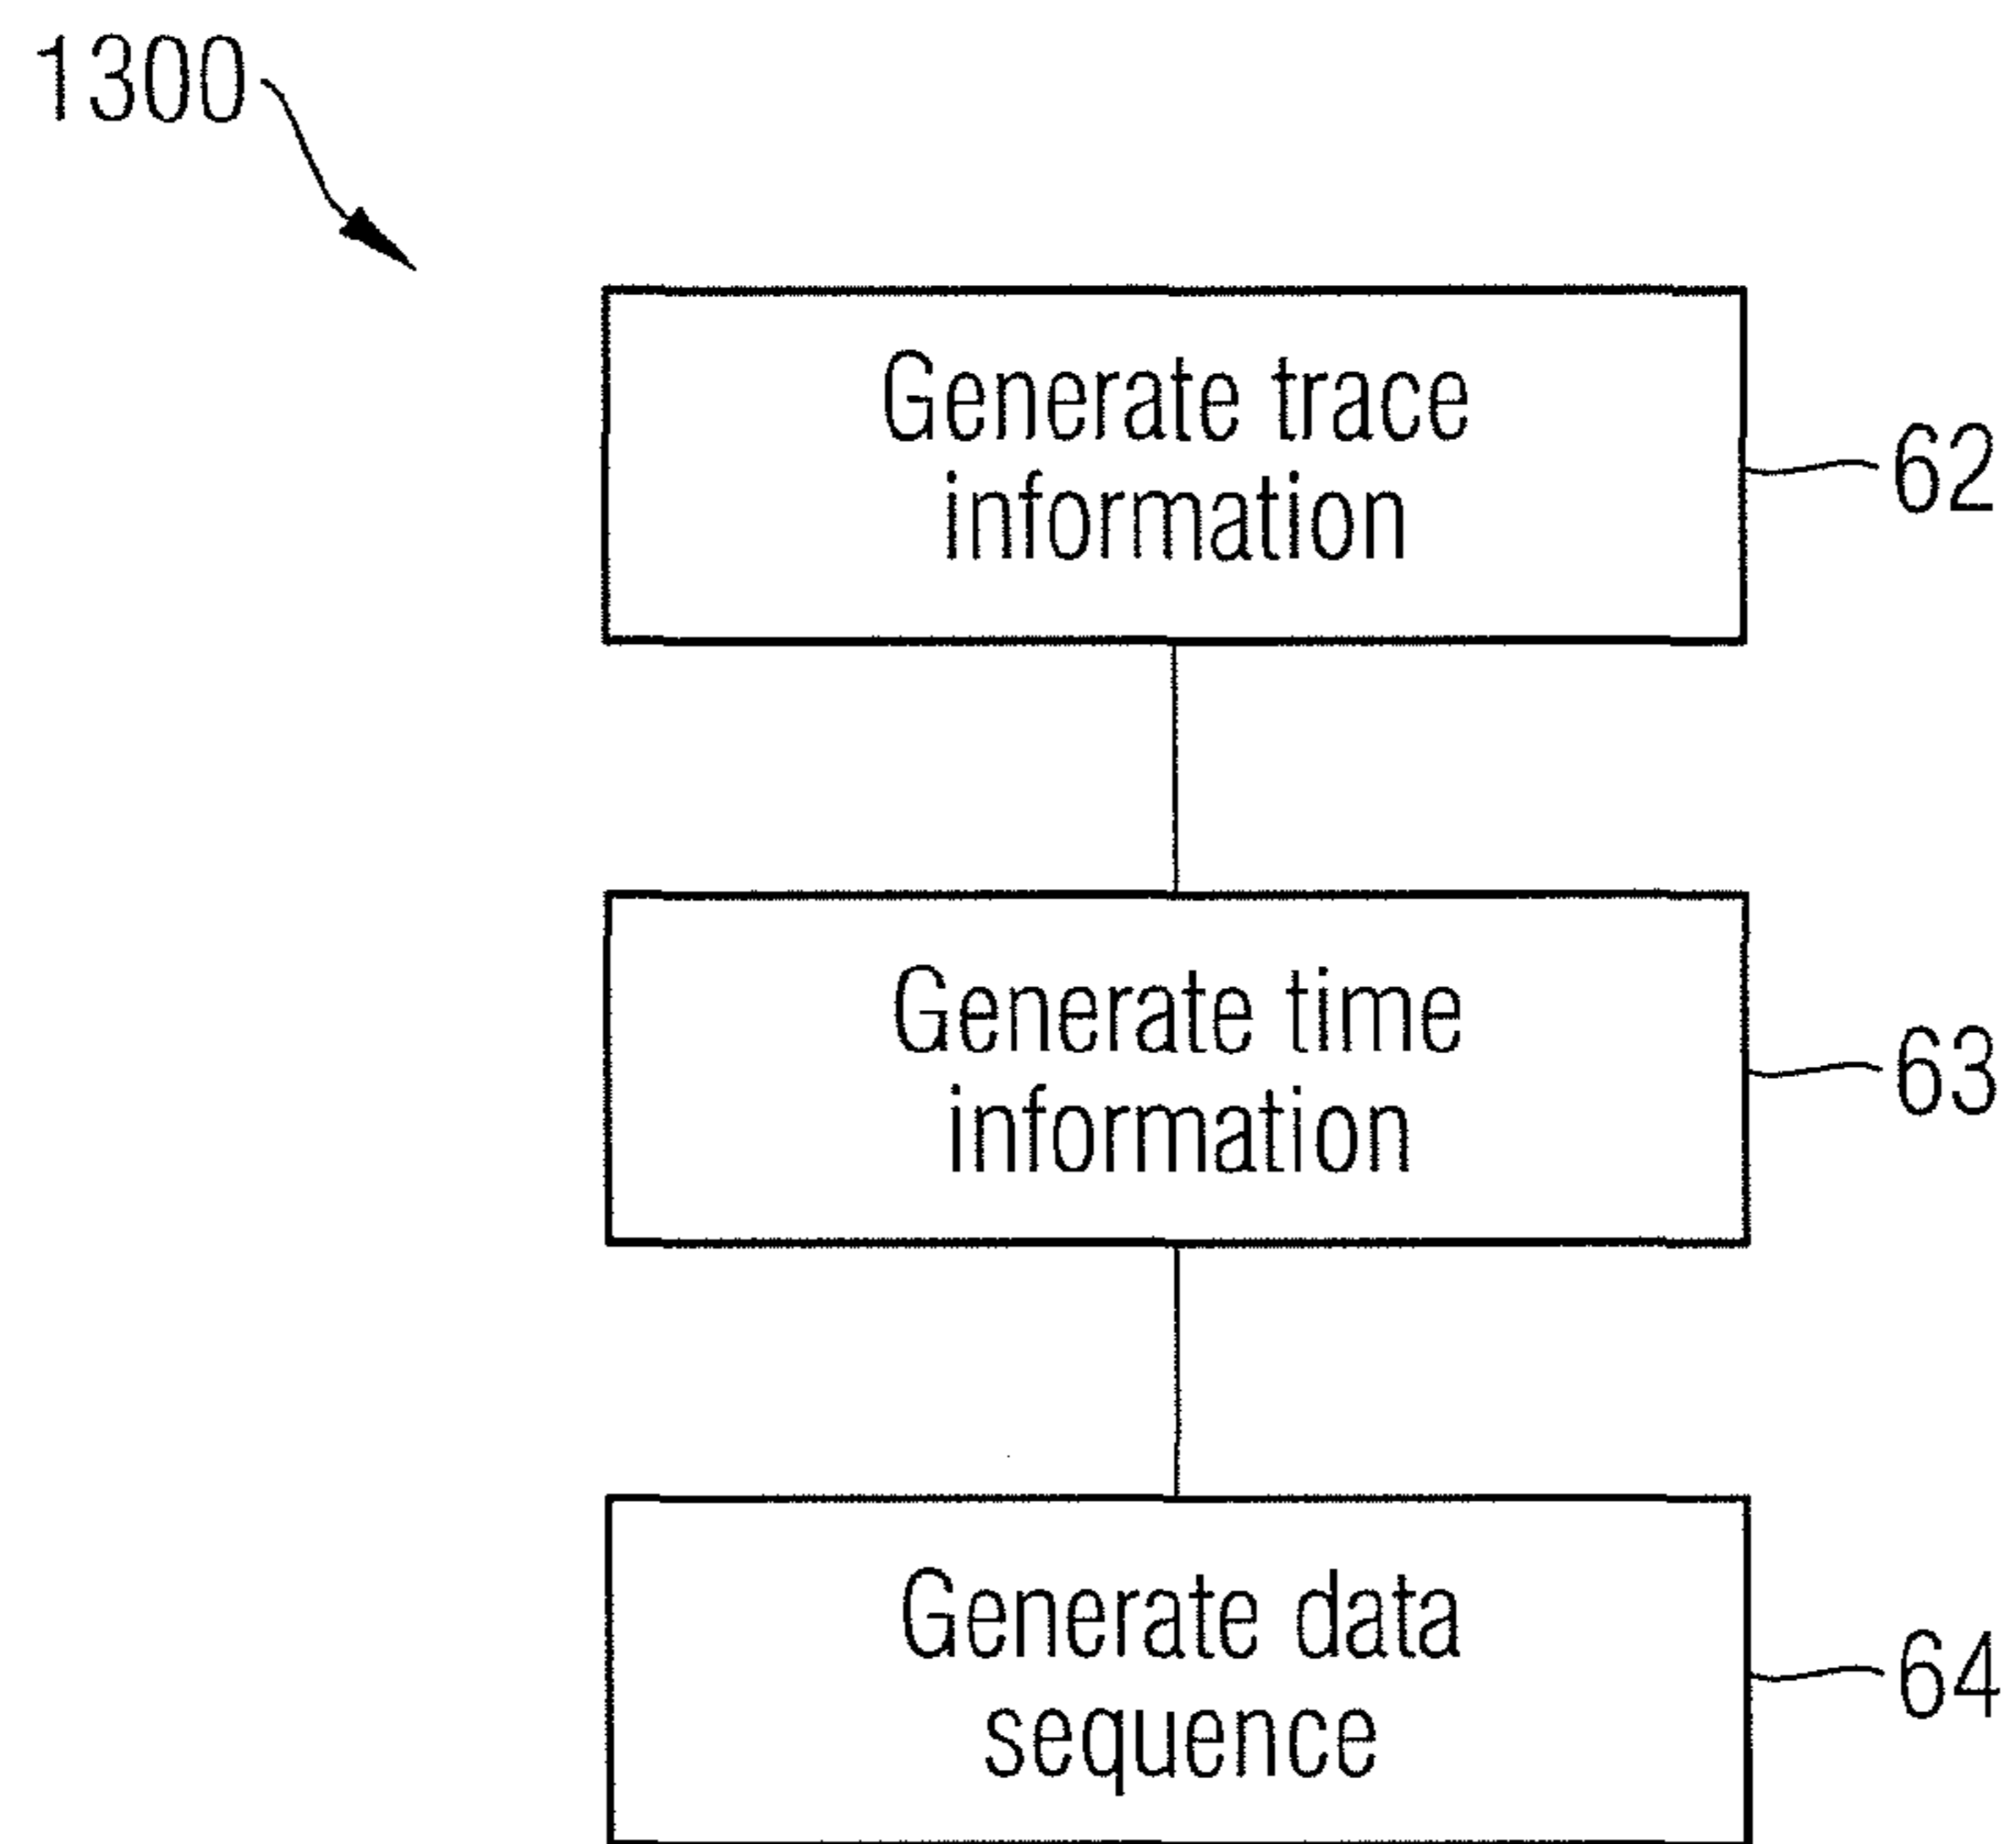 1300
Generate trace
information
62
Generate time
information
63
Generate data
sequence
64